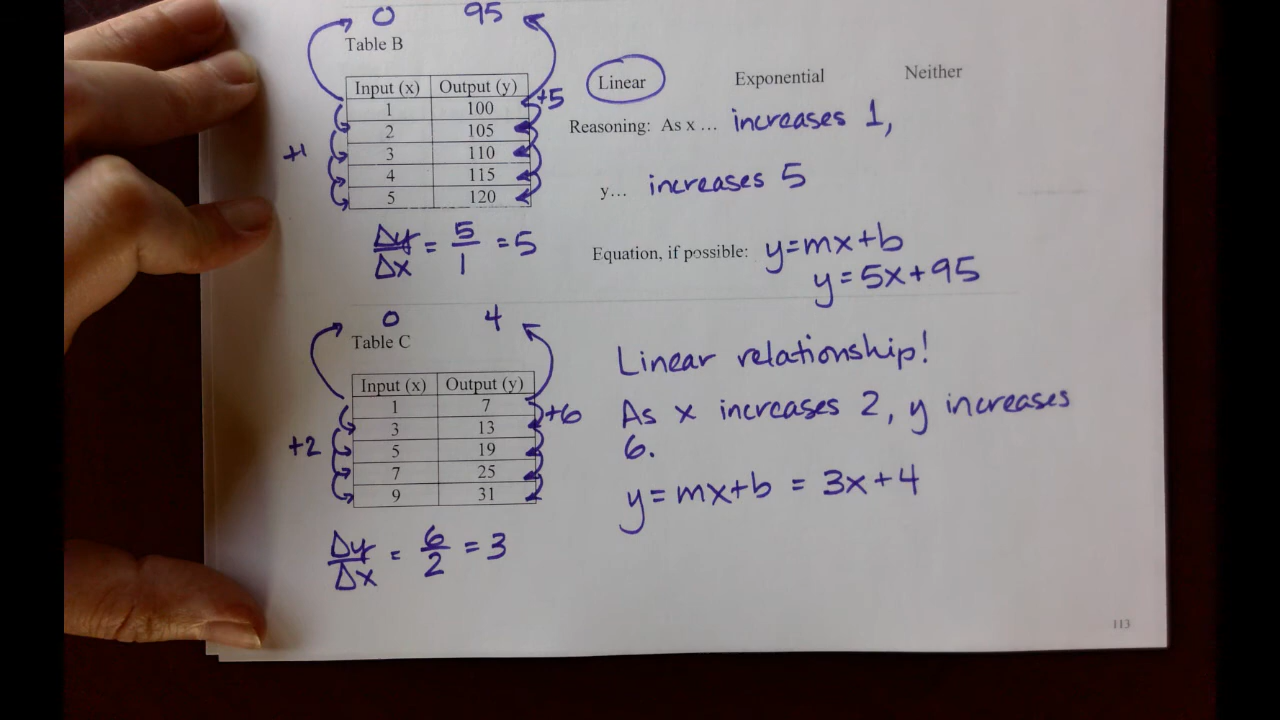 0 95
Table B
Input (x) Output (y)
1 100
2 105
3 110
4 115
5 120
+1
+5
Δy/Δx = 5/1 = 5
Linear Exponential Neither
Reasoning: As x ... increases 1,
y... increases 5
Equation, if possible: y=mx+b
y=5x+95
0 4
Table C
Input (x) Output (y)
1 7
3 13
5 19
7 25
9 31
+2
+6
Δy/Δx = 6/2 = 3
Linear relationship!
As x increases 2, y increases
6.
y=mx+b = 3x+4
113